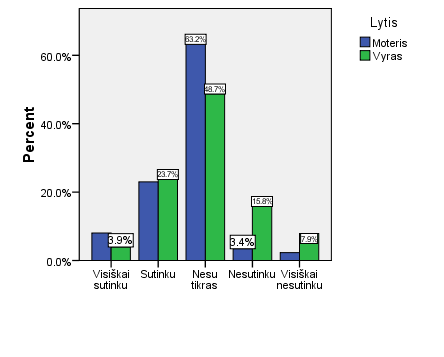 Lytis
Moteris
Vyras
Percent
60.0%
40.0%
20.0%
0.0%
3.9%
23.7%
63.2%
48.7%
3.4%
15.8%
7.9%
Visiškai
sutinku
Sutinku
Nesu
tikras
Nesutinku
Visiškai
nesutinku